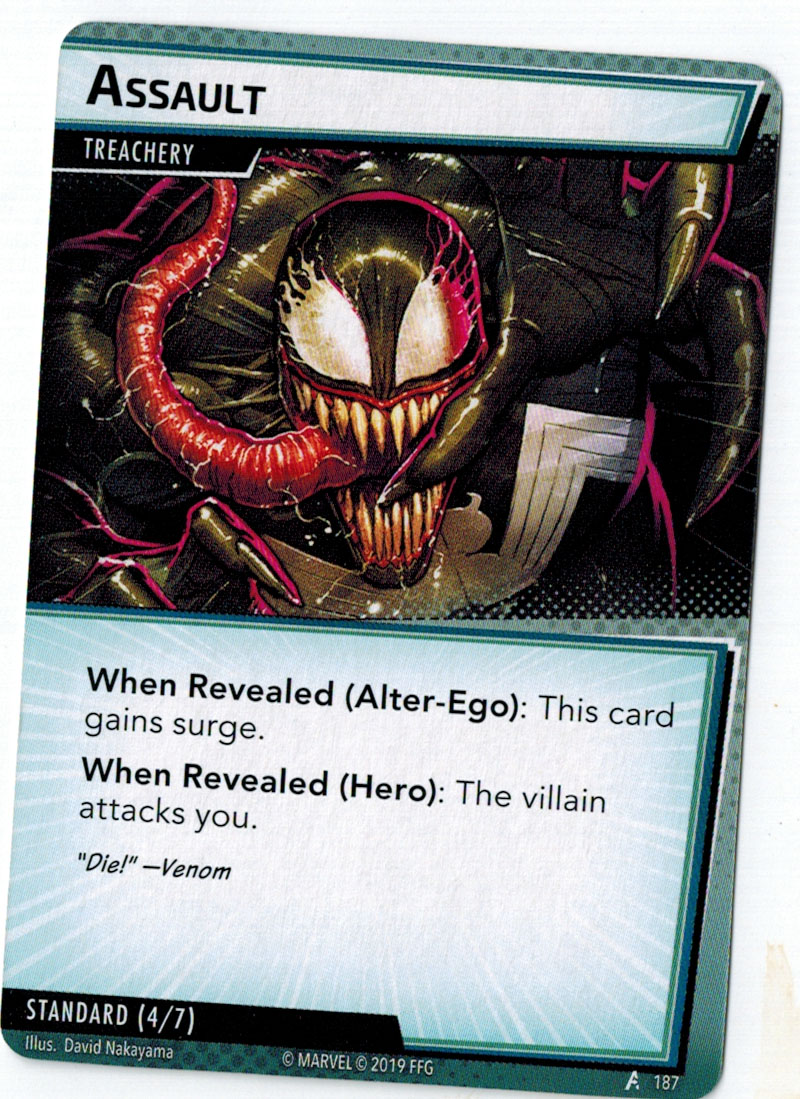 ASSAULT
TREACHERY
When Revealed (Alter-Ego): This card
gains surge.
When Revealed (Hero): The villain
attacks you.
"Die!" —Venom
STANDARD (4/7)
Illus. David Nakayama
© MARVEL © 2019 FFG
187